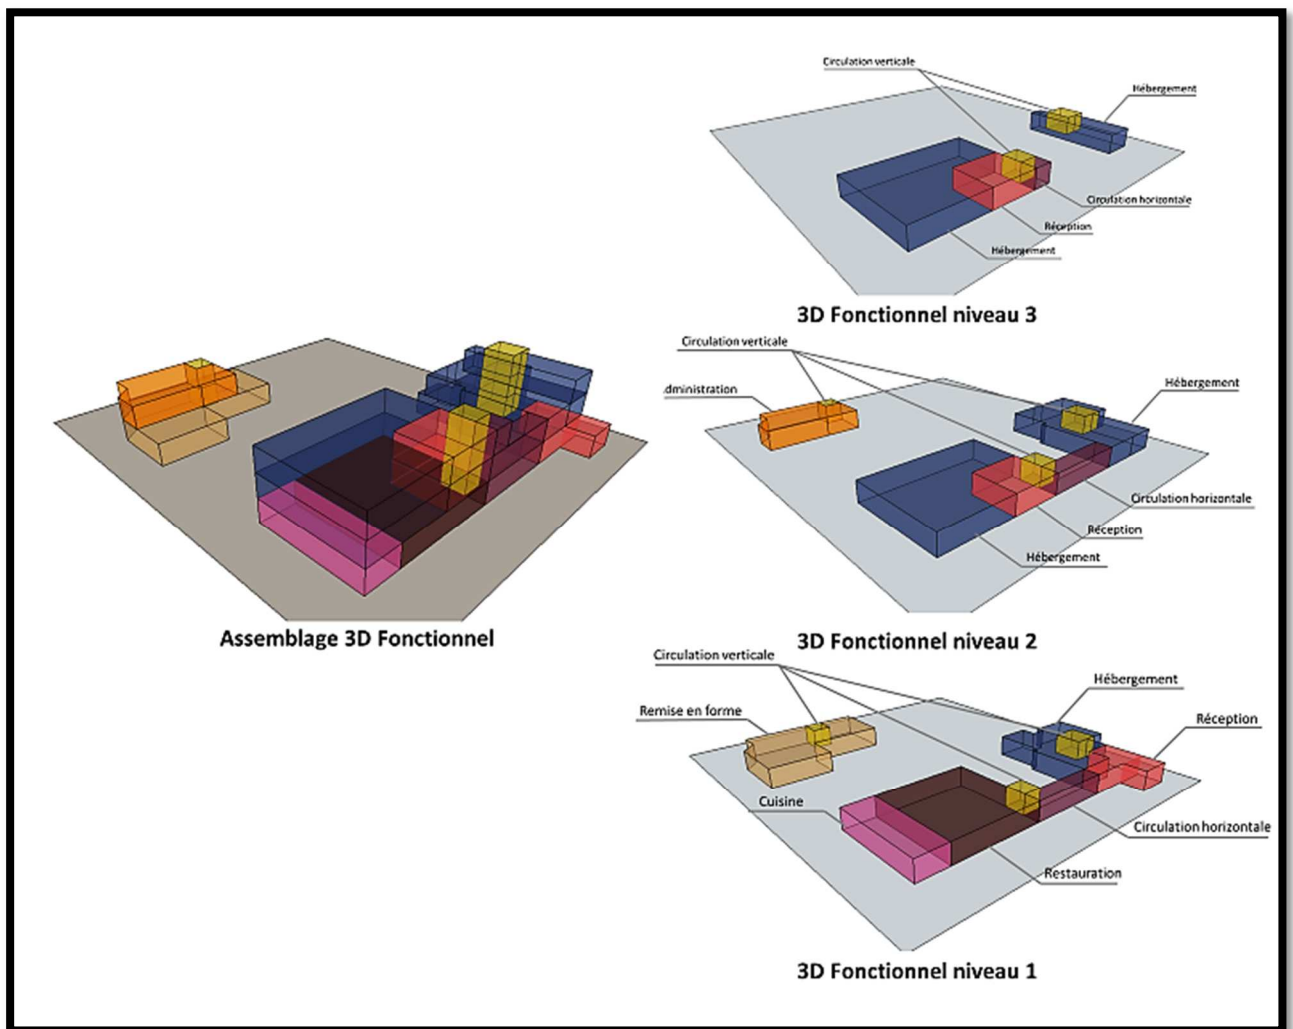 Circulation verticale
Hébergement
Circulation horizontale
Réception
Hébergement
3D Fonctionnel niveau 3
Circulation verticale
dministration
Hébergement
Circulation horizontale
Réception
Hébergement
Assemblage 3D Fonctionnel
3D Fonctionnel niveau 2
Circulation verticale
Hébergement
Remise en forme
Réception
Cuisine
Circulation horizontale
Restauration
3D Fonctionnel niveau 1